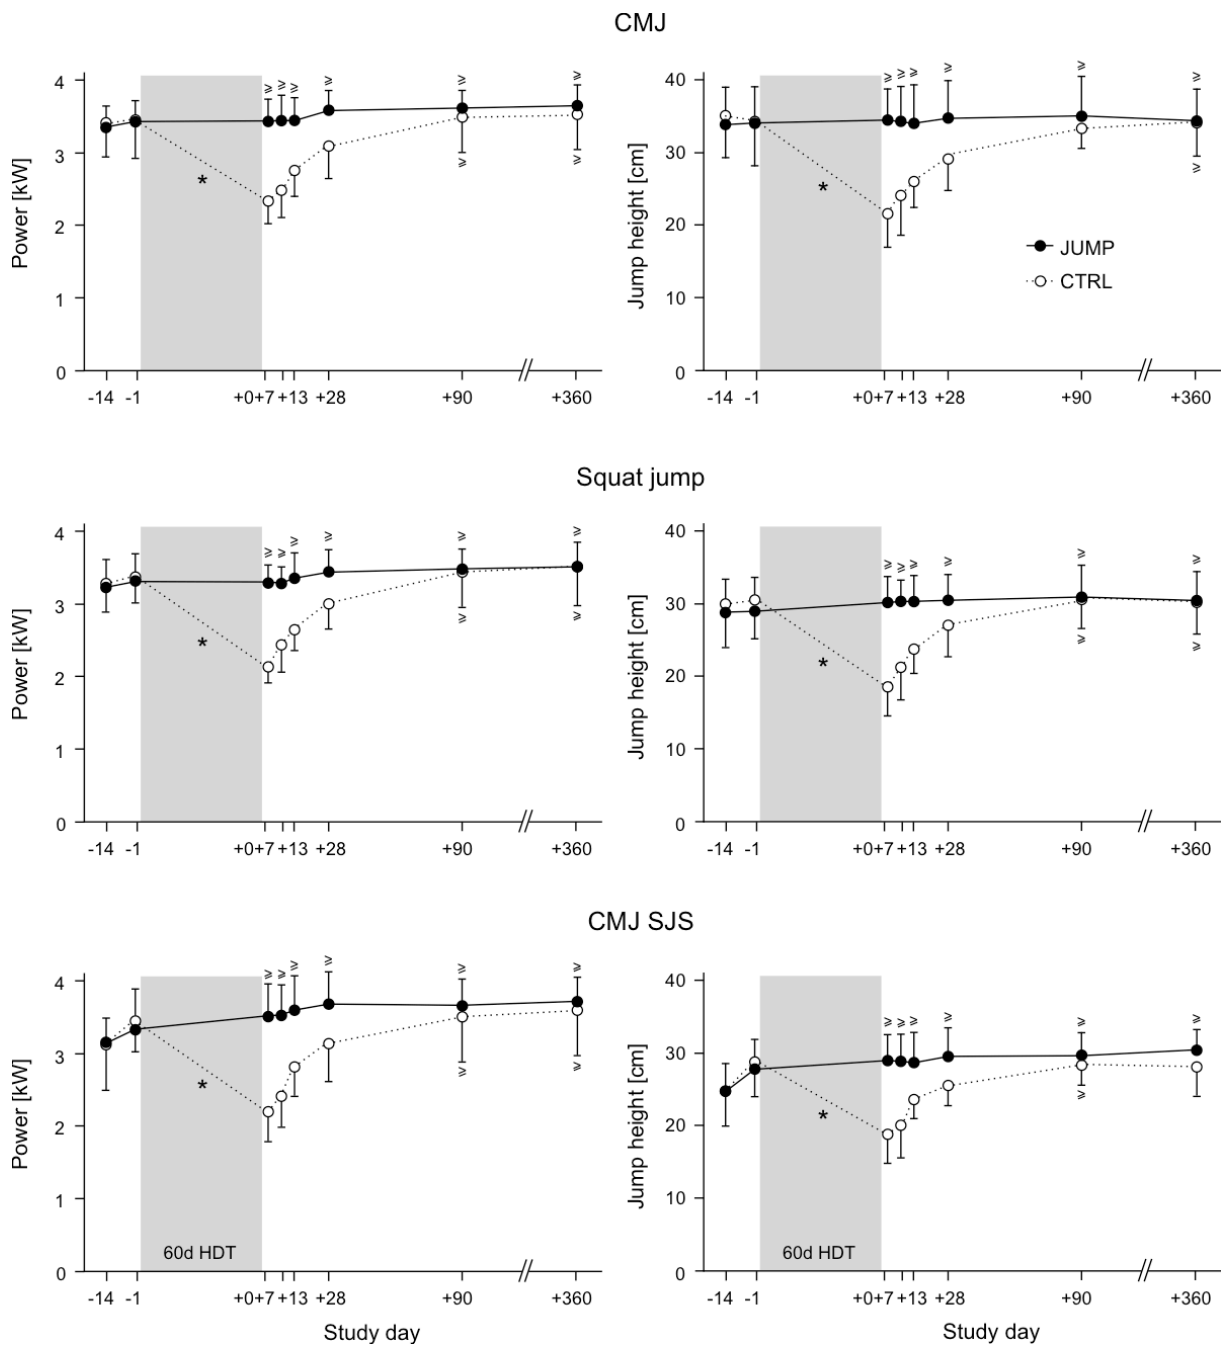 CMJ
Power [kW]
4
3
2
1
0
⩾ ⩾ ⩾ ⩾ ⩾ ⩾
*
⩾ ⩾
-14 -1 +0+7 +13 +28 +90 +360
Jump height [cm]
40
30
20
10
0
⩾ ⩾ ⩾ ⩾ ⩾ ⩾
*
⩾
JUMP
CTRL
-14 -1 +0+7 +13 +28 +90 +360
Squat jump
Power [kW]
4
3
2
1
0
⩾ ⩾ ⩾ ⩾ ⩾ ⩾
*
⩾ ⩾
-14 -1 +0+7 +13 +28 +90 +360
Jump height [cm]
40
30
20
10
0
⩾ ⩾ ⩾ ⩾ ⩾ ⩾
*
⩾ ⩾
-14 -1 +0+7 +13 +28 +90 +360
CMJ SJS
Power [kW]
4
3
2
1
0
⩾ ⩾ ⩾ ⩾ ⩾ ⩾
*
⩾ ⩾
60d HDT
-14 -1 +0+7 +13 +28 +90 +360
Study day
Jump height [cm]
40
30
20
10
0
⩾ ⩾ ⩾ ⩾ ⩾ ⩾
*
⩾
60d HDT
-14 -1 +0+7 +13 +28 +90 +360
Study day